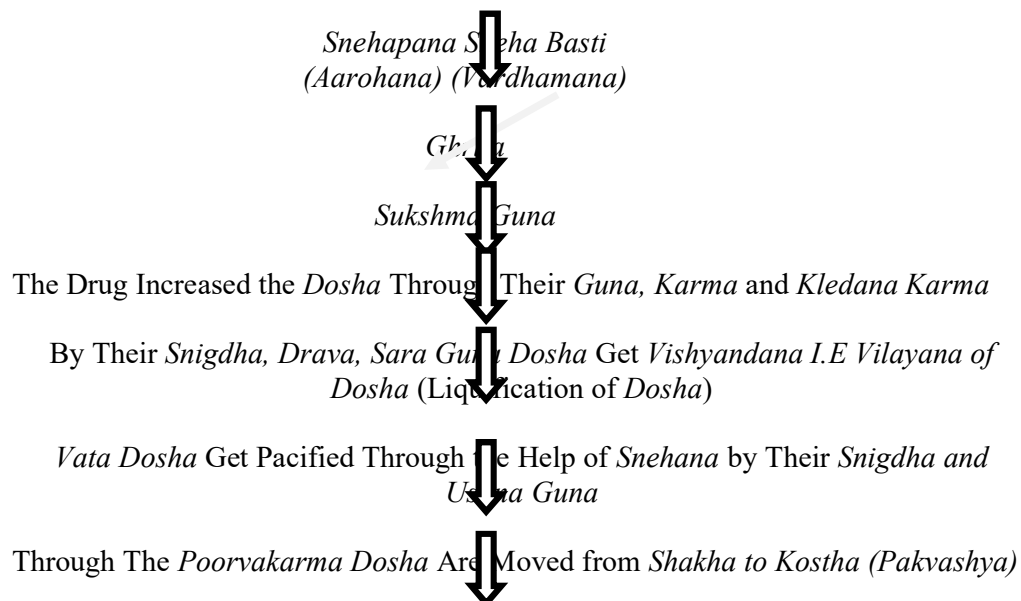 Snehapana Sneha Basti
(Aarohana) (Vardhamana)
Sukshma Guna
The Drug Increased the Dosha Through Their Guna, Karma and Kledana Karma
By Their Snigdha, Drava, Sara Guna Dosha Get Vishyandana I.E Vilayana of
Dosha (Liquification of Dosha)
Vata Dosha Get Pacified Through the Help of Snehana by Their Snigdha and
Ushna Guna
Through The Poorvakarma Dosha Are Moved from Shakha to Kostha (Pakvashya)